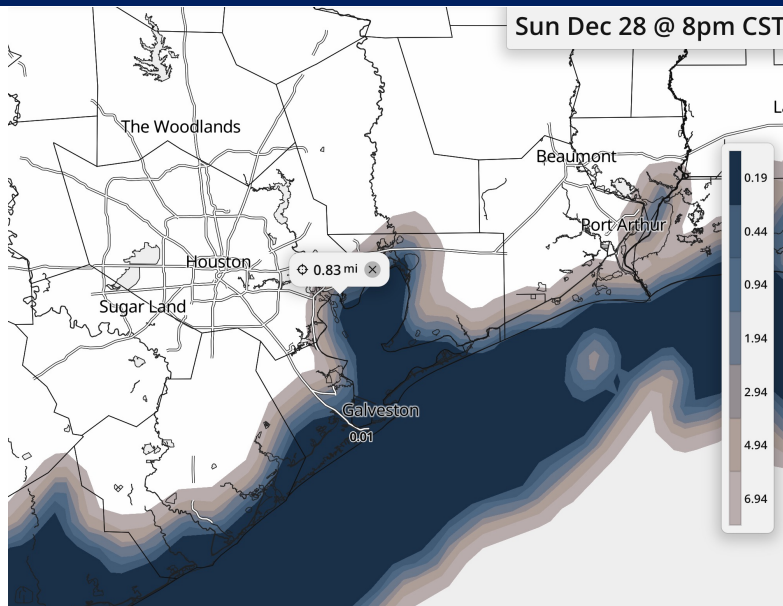 Sun Dec 28 @ 8pm CST
The Woodlands
Beaumont
0.19
Port Arthur
0.44
Houston
0.83 mi
0.94
Sugar Land
1.94
2.94
Galveston
0.01
4.94
6.94